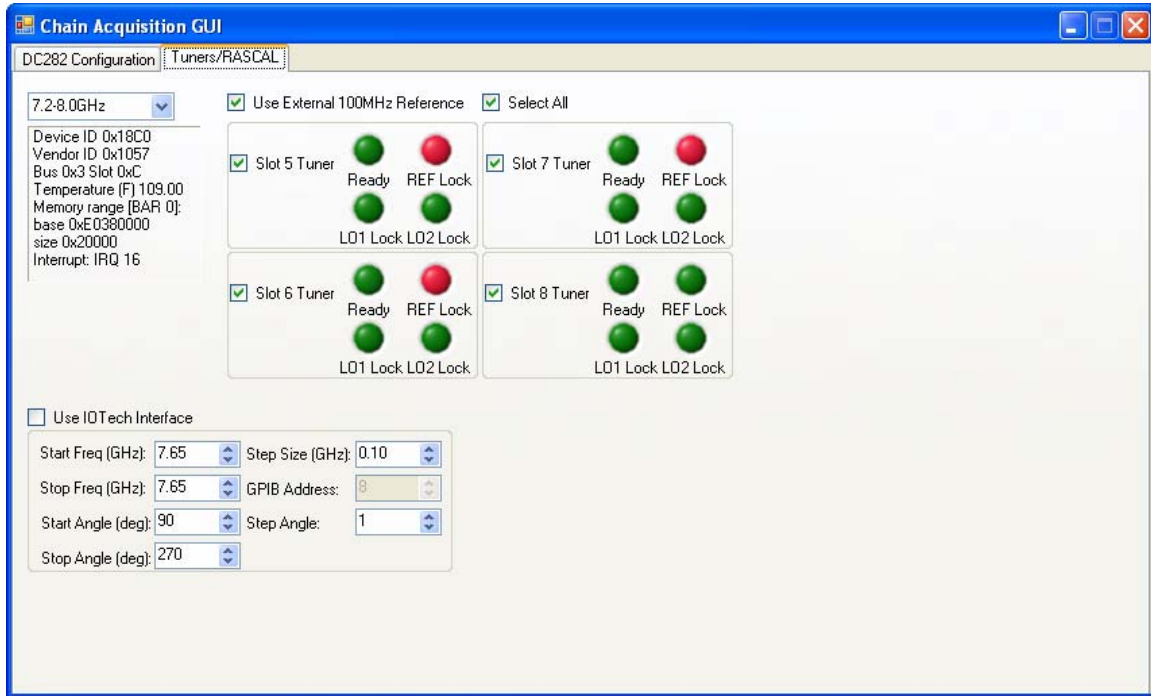 Chain Acquisition GUI
DC282 Configuration Tuners/RASCAL
7.2-8.0GHz
Use External 100MHz Reference Select All
Device ID 0x18C0
Vendor ID 0x1057
Bus 0x3 Slot 0xC
Temperature (F) 109.00
Memory range [BAR 0]:
base 0xE0380000
size 0x20000
Interrupt: IRQ 16
Slot 5 Tuner
Ready REF Lock
LO1 Lock LO2 Lock
Slot 7 Tuner
Ready REF Lock
LO1 Lock LO2 Lock
Slot 6 Tuner
Ready REF Lock
LO1 Lock LO2 Lock
Slot 8 Tuner
Ready REF Lock
LO1 Lock LO2 Lock
Use IOTech Interface
Start Freq (GHz): 7.65 Step Size (GHz): 0.10
Stop Freq (GHz): 7.65 GPIB Address: 8
Start Angle (deg): 90 Step Angle: 1
Stop Angle (deg): 270